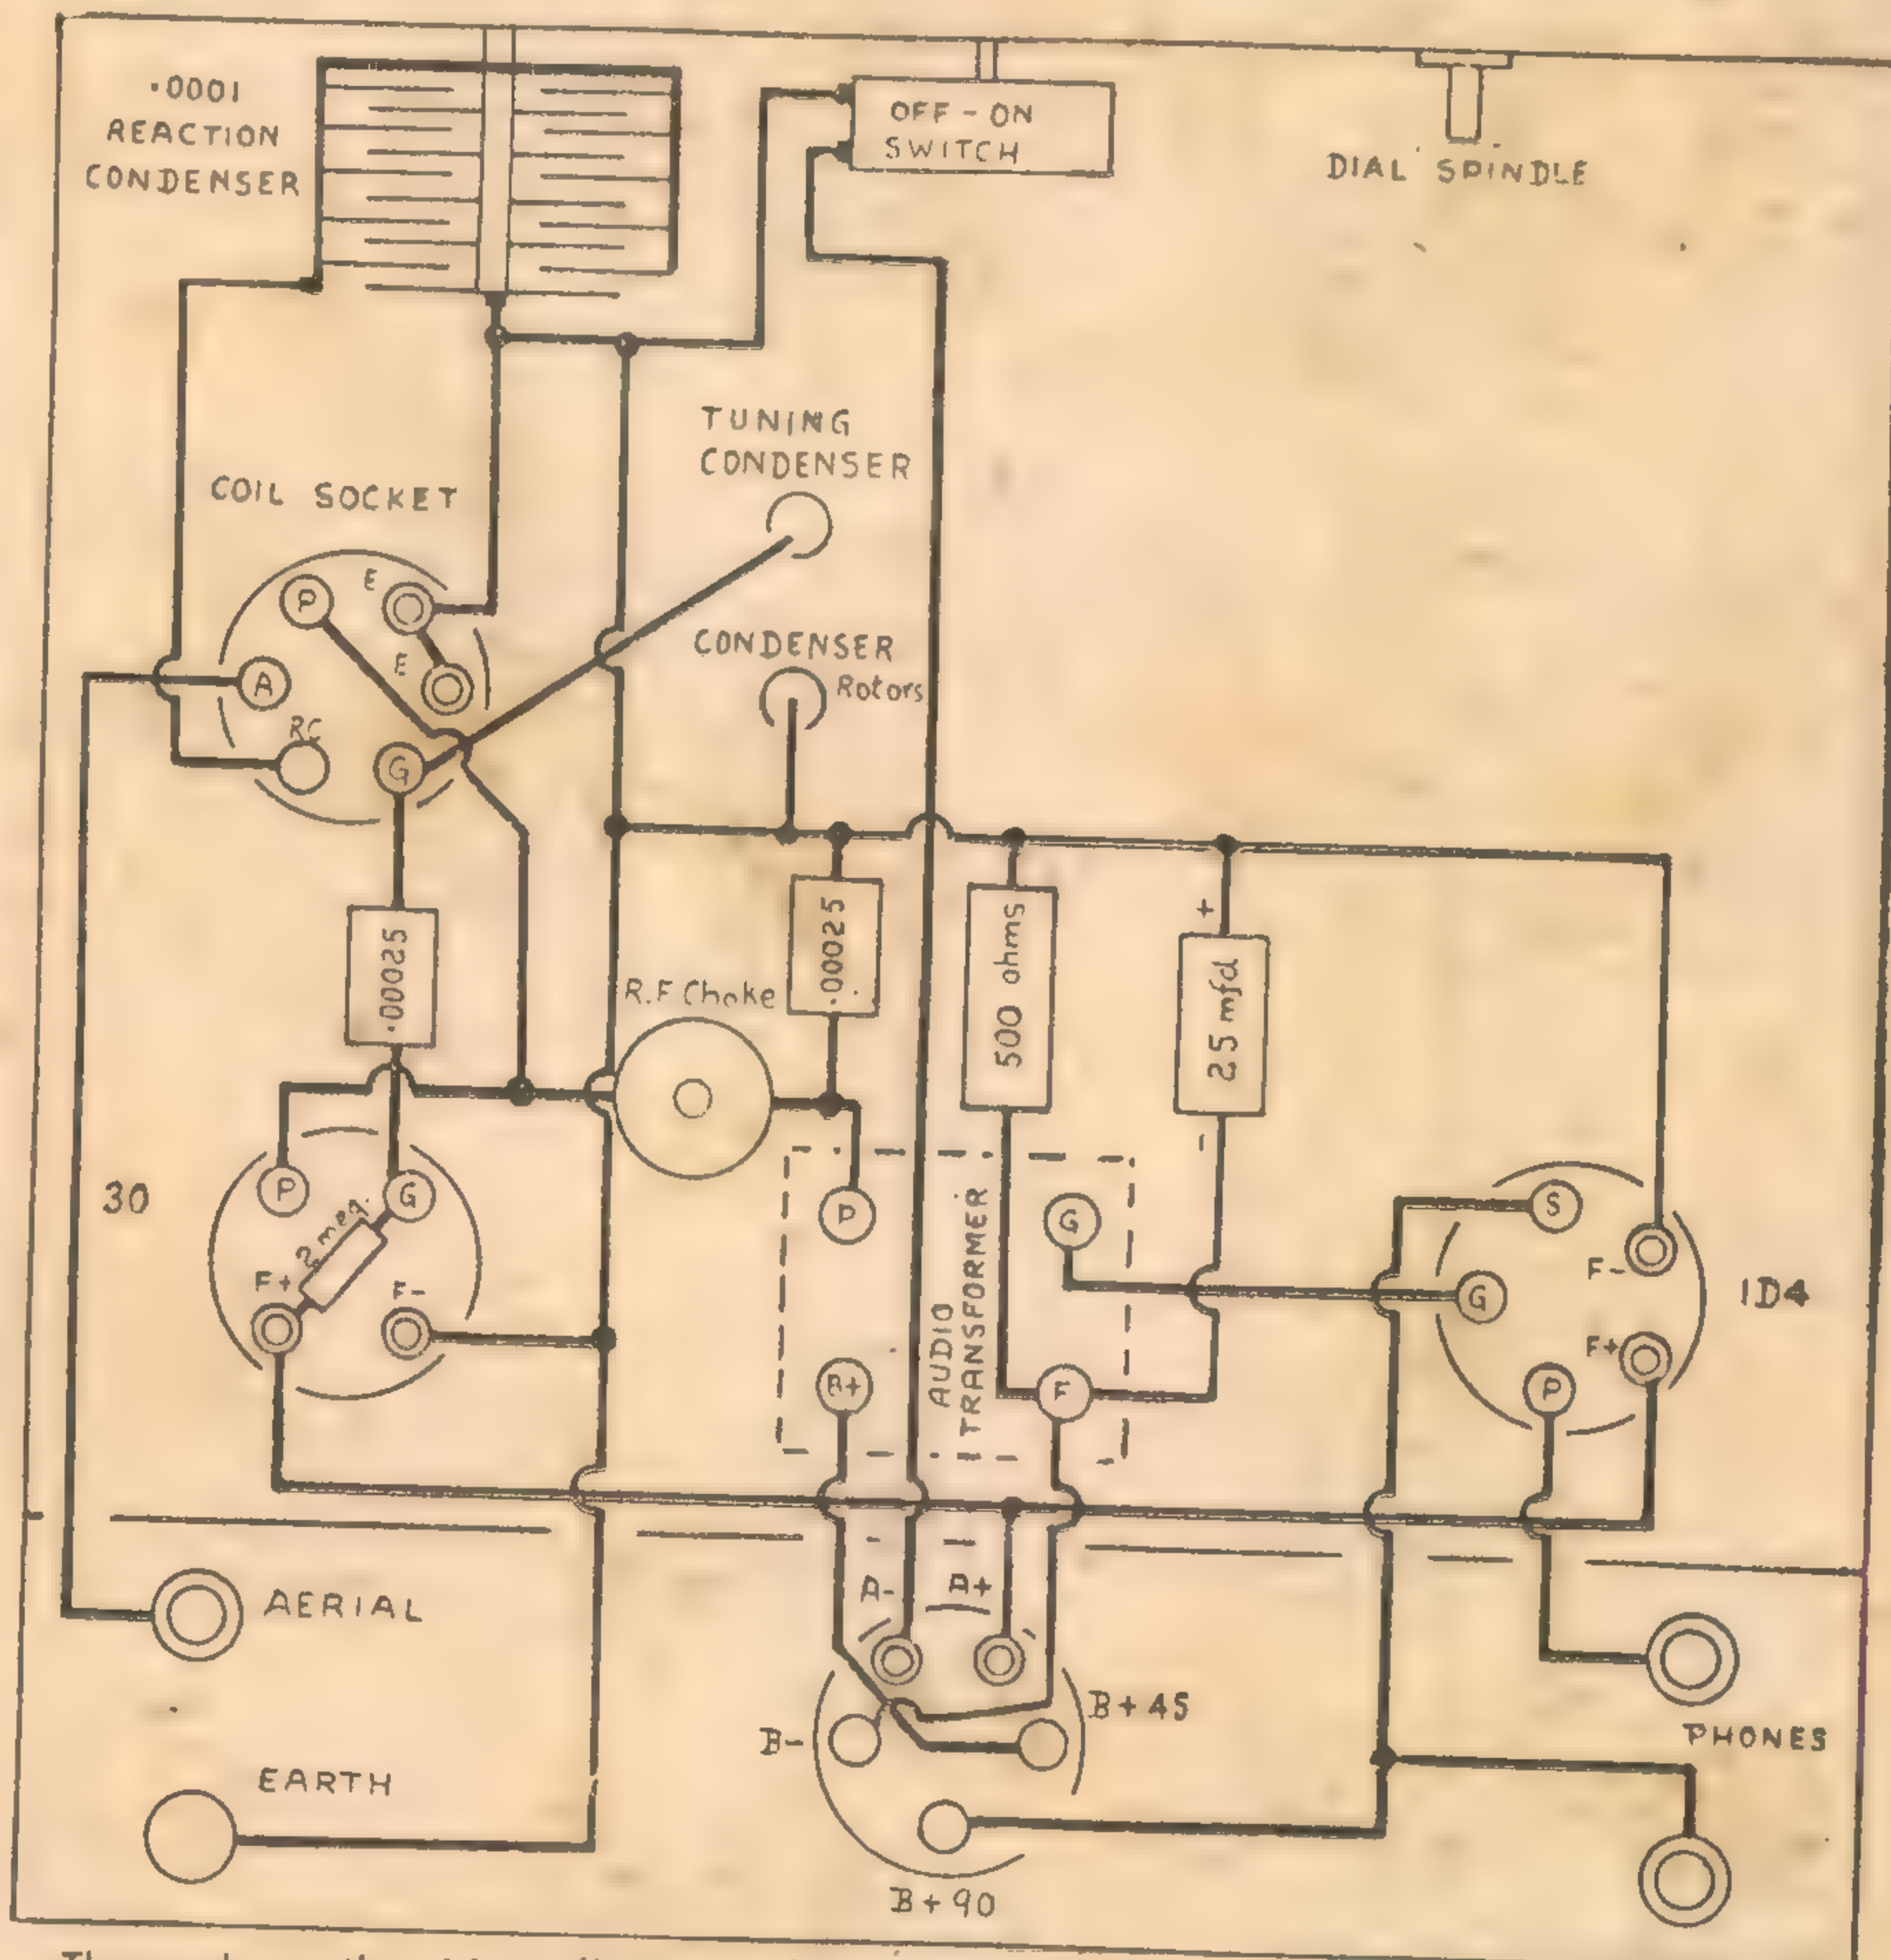 .0001
REACTION
CONDENSER
OFF-ON
SWITCH
DIAL SPINDLE
TUNING
CONDENSER
COIL SOCKET
P
E
E
A
RC
G
CONDENSER
Rotors
.00025
.00025
500 ohms
+
25 mfd
-
R.F Choke
30
P
G
2 meg.
F+
F-
P
G
AUDIO
TRANSFORMER
B+
F
S
F-
G
1D4
F+
P
A-
AERIAL
B+45
B-
PHONES
EARTH
B+90